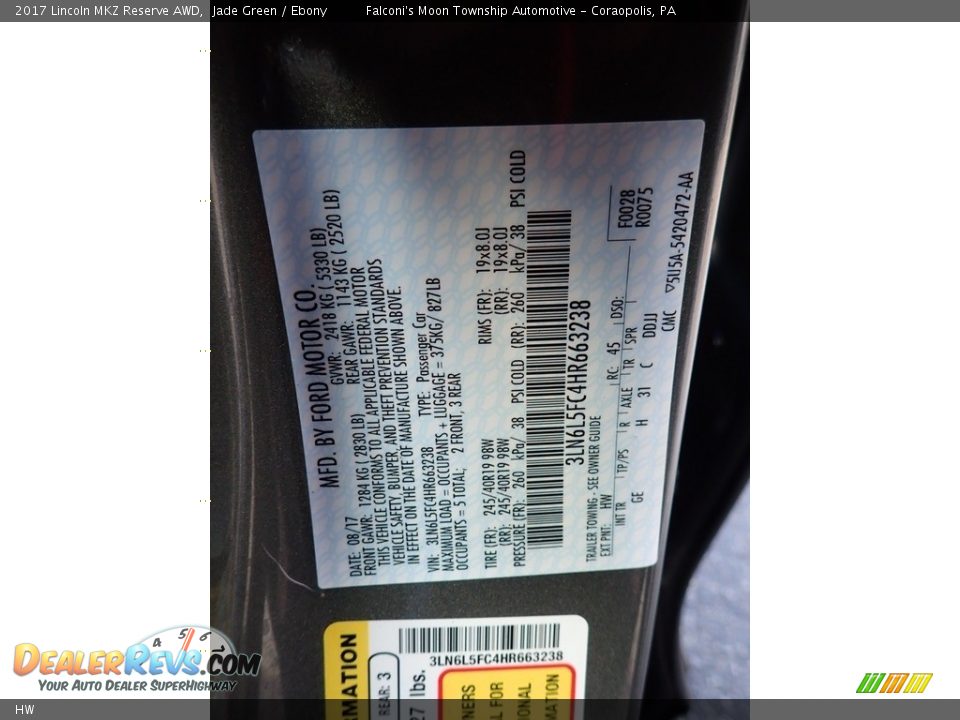 2017 Lincoln MKZ Reserve AWD, Jade Green / Ebony Falconi's Moon Township Automotive - Coraopolis, PA
MFD. BY FORD MOTOR CO.
DATE: 08/17 GVWR: 2418 KG ( 5330 LB)
FRONT GAWR: 1284 KG ( 2830 LB) REAR GAWR: 1143 KG ( 2520 LB)
THIS VEHICLE CONFORMS TO ALL APPLICABLE FEDERAL MOTOR
VEHICLE SAFETY, BUMPER, AND THEFT PREVENTION STANDARDS
IN EFFECT ON THE DATE OF MANUFACTURE SHOWN ABOVE.
VIN: 3LN6L5FC4HR663238 TYPE: Passenger Car
MAXIMUM LOAD = OCCUPANTS + LUGGAGE = 375KG/ 827LB
OCCUPANTS = 5 TOTAL; 2 FRONT, 3 REAR
TIRE (FR): 245/40R19 98W RIMS (FR): 19x8.0J
(RR): 245/40R19 98W (RR): 19x8.0J
PRESSURE (FR): 260 kPa/ 38 PSI COLD (RR): 260 kPa/ 38 PSI COLD
3LN6L5FC4HR663238
TRAILER TOWING - SEE OWNER GUIDE
F0028
R0075
EXT PNT: HW RC: 45 DSO:
INT TR TP/PS R AXLE TR SPR
GE H 31 C DDJJ
CMC
▽5U5A-5420472-AA
3LN6L5FC4HR663238
REAR: 3
lbs.
DEALERREVS.COM
YOUR AUTO DEALER SUPERHIGHWAY
4 5 6
HW